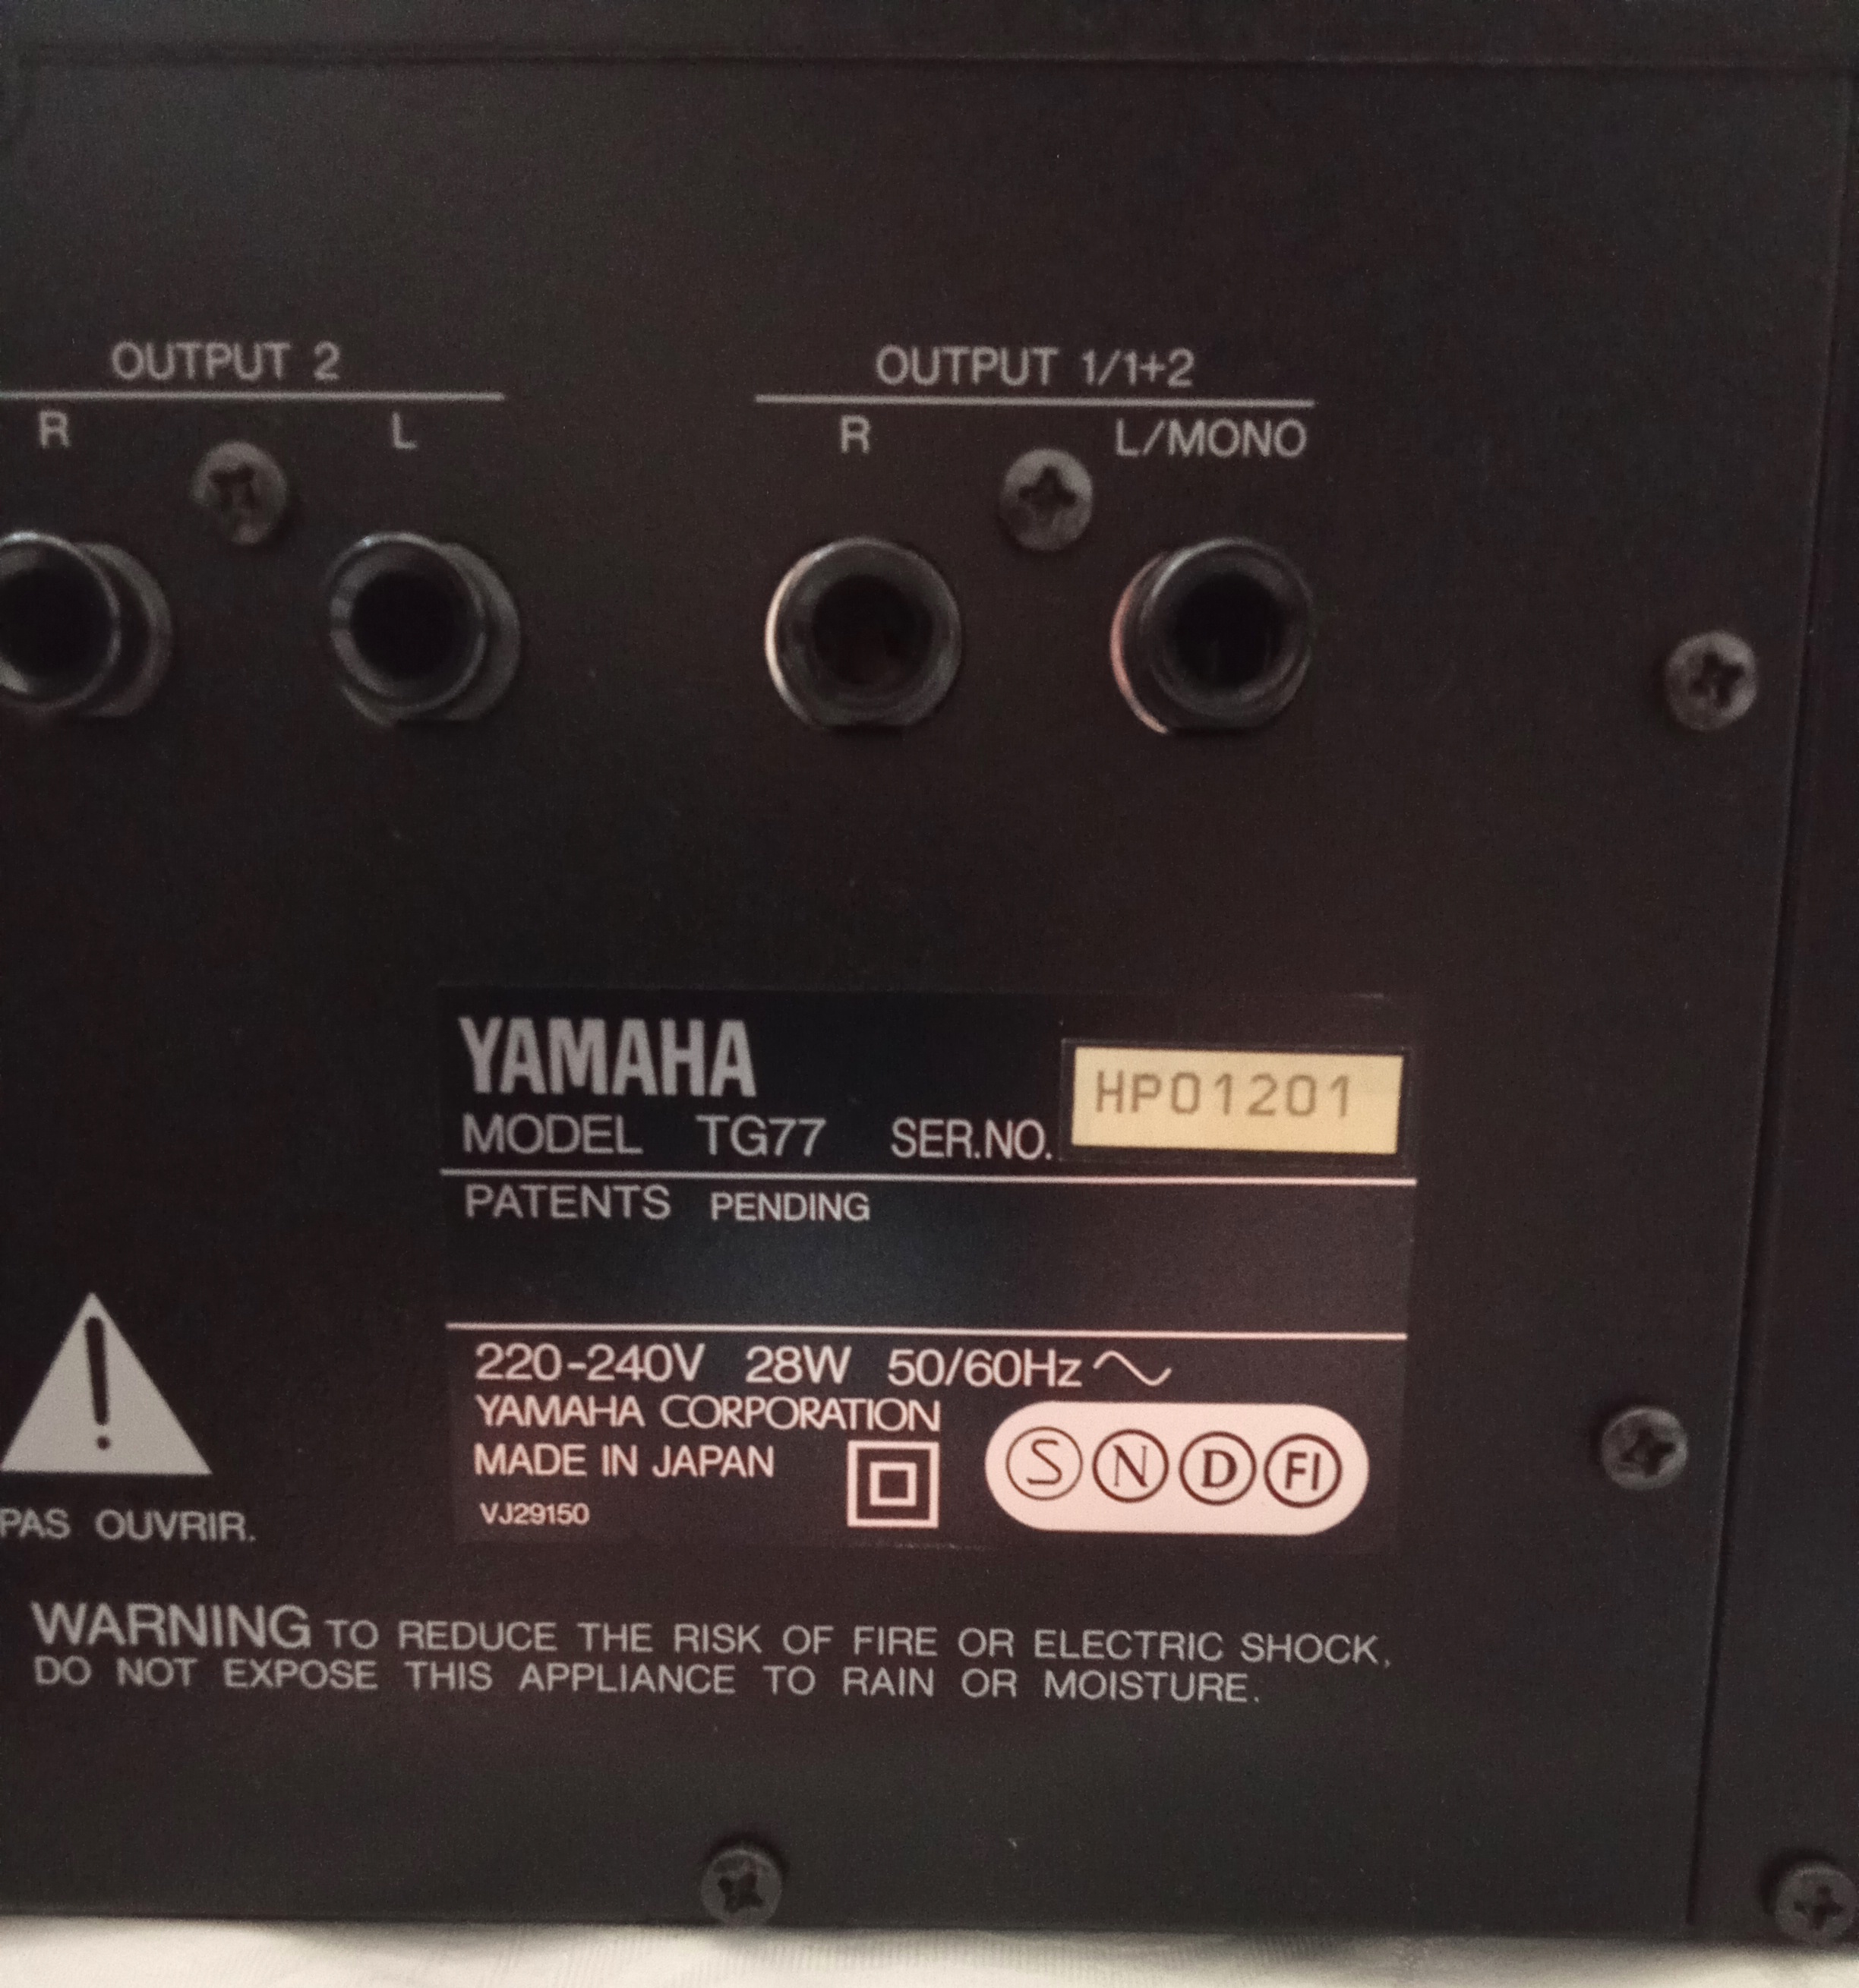 OUTPUT 2
R L
OUTPUT 1/1+2
R L/MONO
YAMAHA
MODEL TG77 SER.NO. HP01201
PATENTS PENDING
220-240V 28W 50/60Hz
YAMAHA CORPORATION
MADE IN JAPAN
VJ29150
S N D FI
PAS OUVRIR.
WARNING TO REDUCE THE RISK OF FIRE OR ELECTRIC SHOCK,
DO NOT EXPOSE THIS APPLIANCE TO RAIN OR MOISTURE.